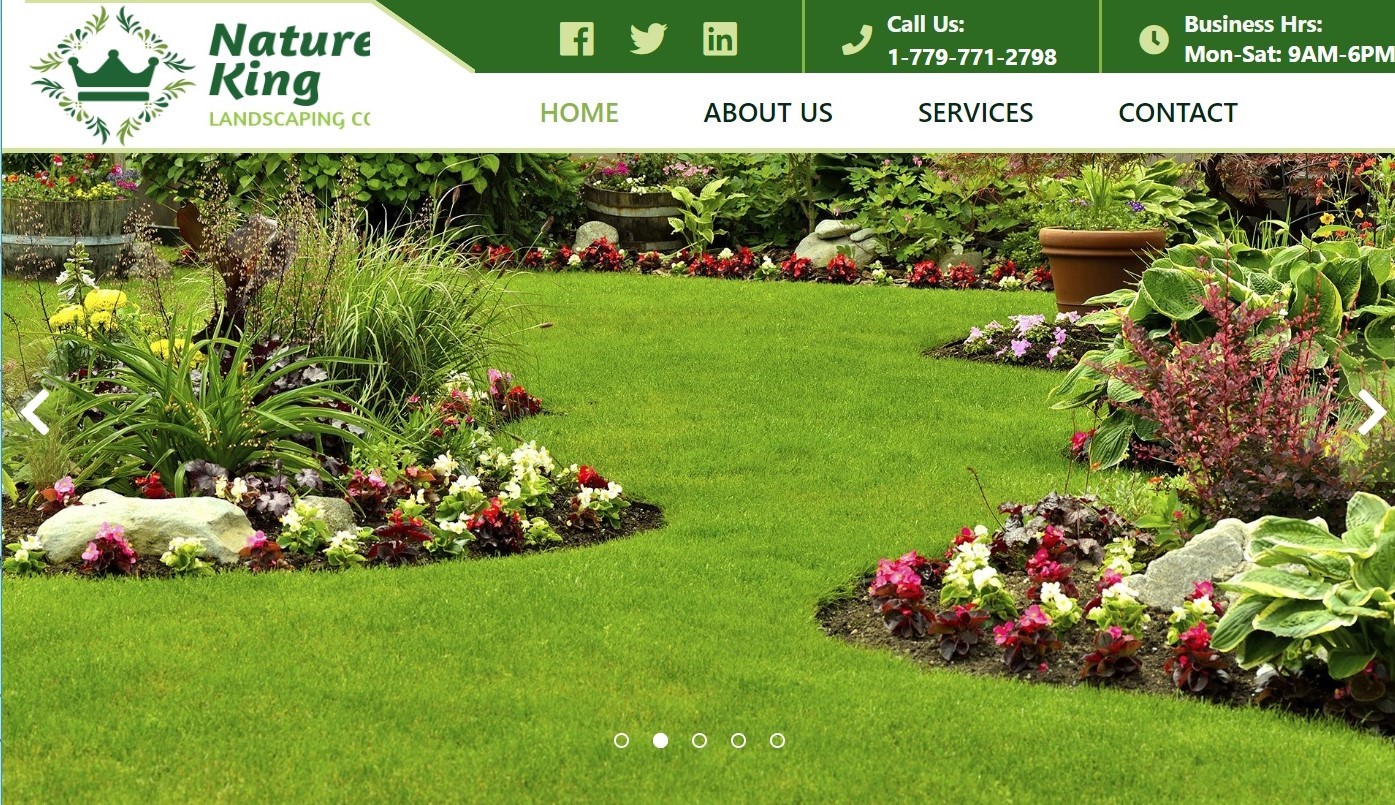 Nature
King
LANDSCAPING CO
Call Us:
1-779-771-2798
Business Hrs:
Mon-Sat: 9AM-6PM
HOME
ABOUT US
SERVICES
CONTACT